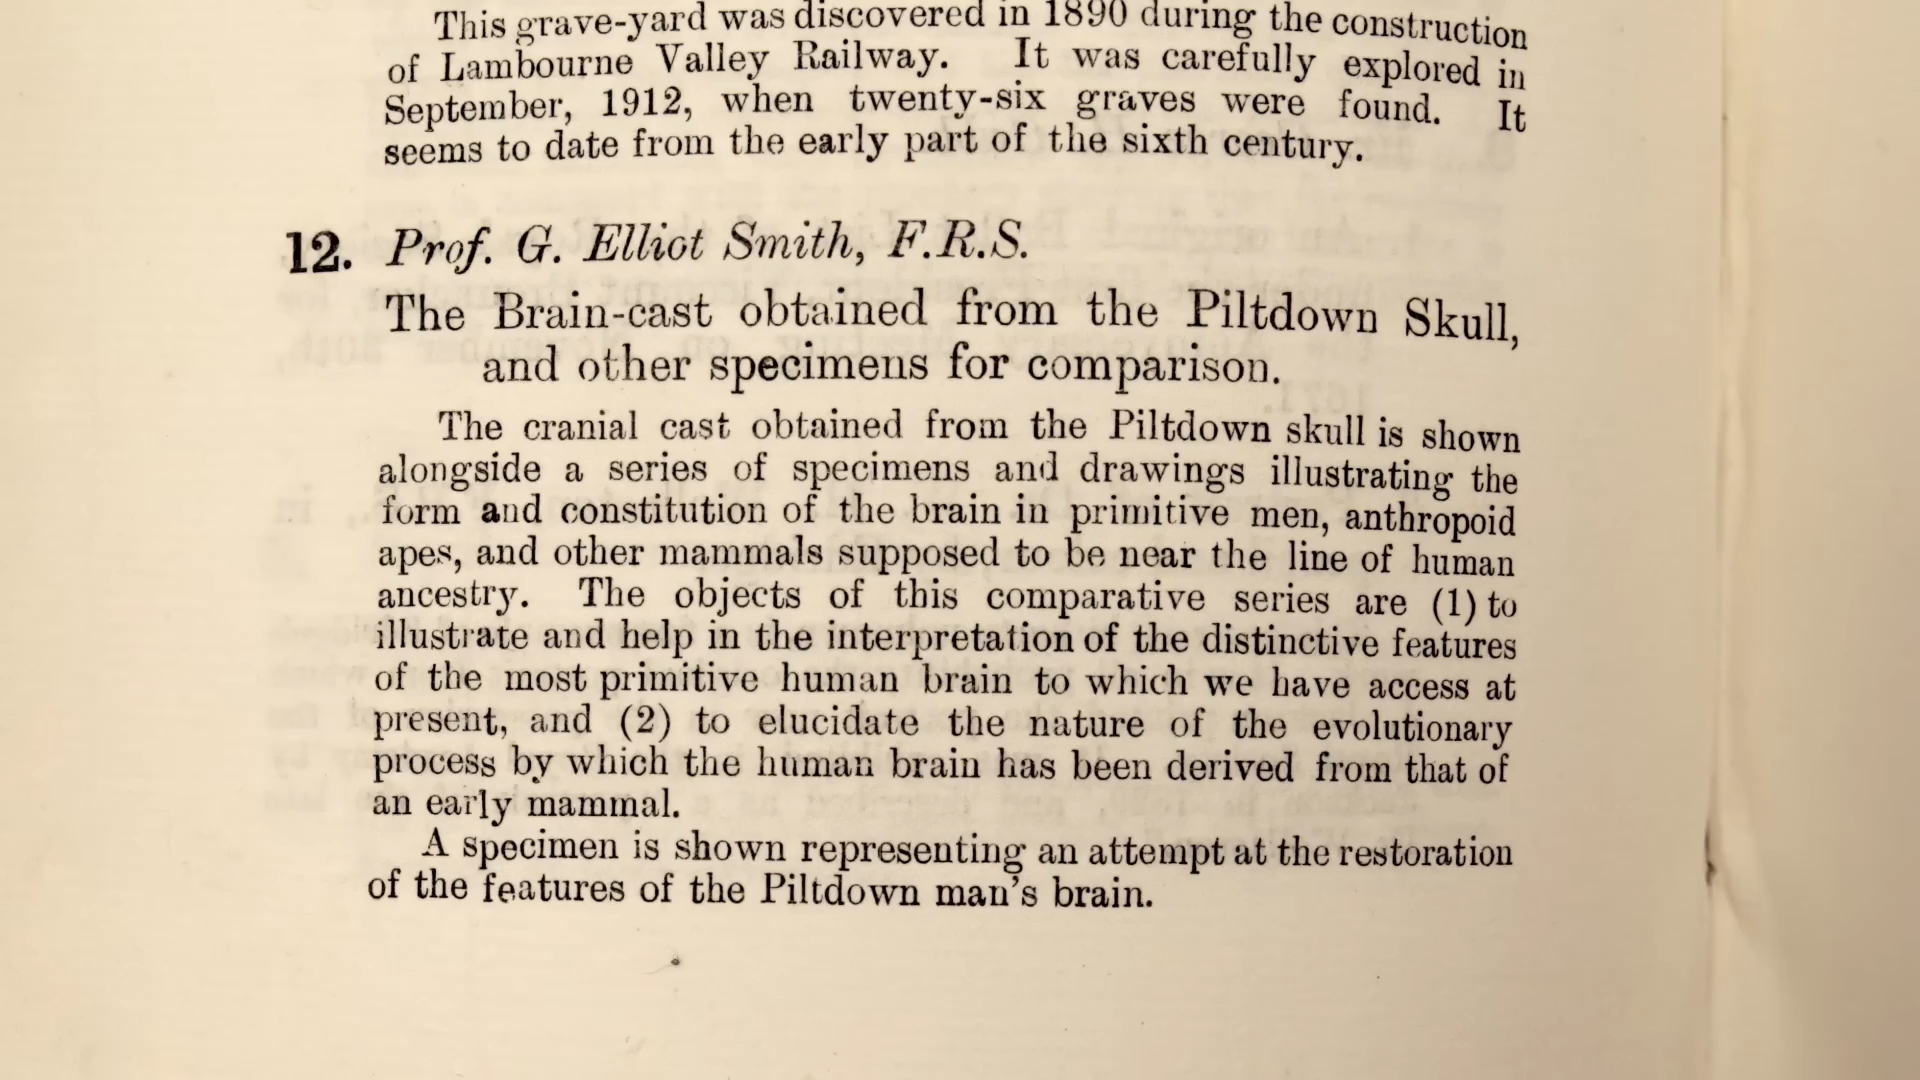 This grave-yard was discovered in 1890 during the construction
of Lambourne Valley Railway. It was carefully explored in
September, 1912, when twenty-six graves were found. It
seems to date from the early part of the sixth century.
12. Prof. G. Elliot Smith, F.R.S.
The Brain-cast obtained from the Piltdown Skull,
and other specimens for comparison.
The cranial cast obtained from the Piltdown skull is shown
alongside a series of specimens and drawings illustrating the
form and constitution of the brain in primitive men, anthropoid
apes, and other mammals supposed to be near the line of human
ancestry. The objects of this comparative series are (1) to
illustrate and help in the interpretation of the distinctive features
of the most primitive human brain to which we have access at
present, and (2) to elucidate the nature of the evolutionary
process by which the human brain has been derived from that of
an early mammal.
A specimen is shown representing an attempt at the restoration
of the features of the Piltdown man's brain.